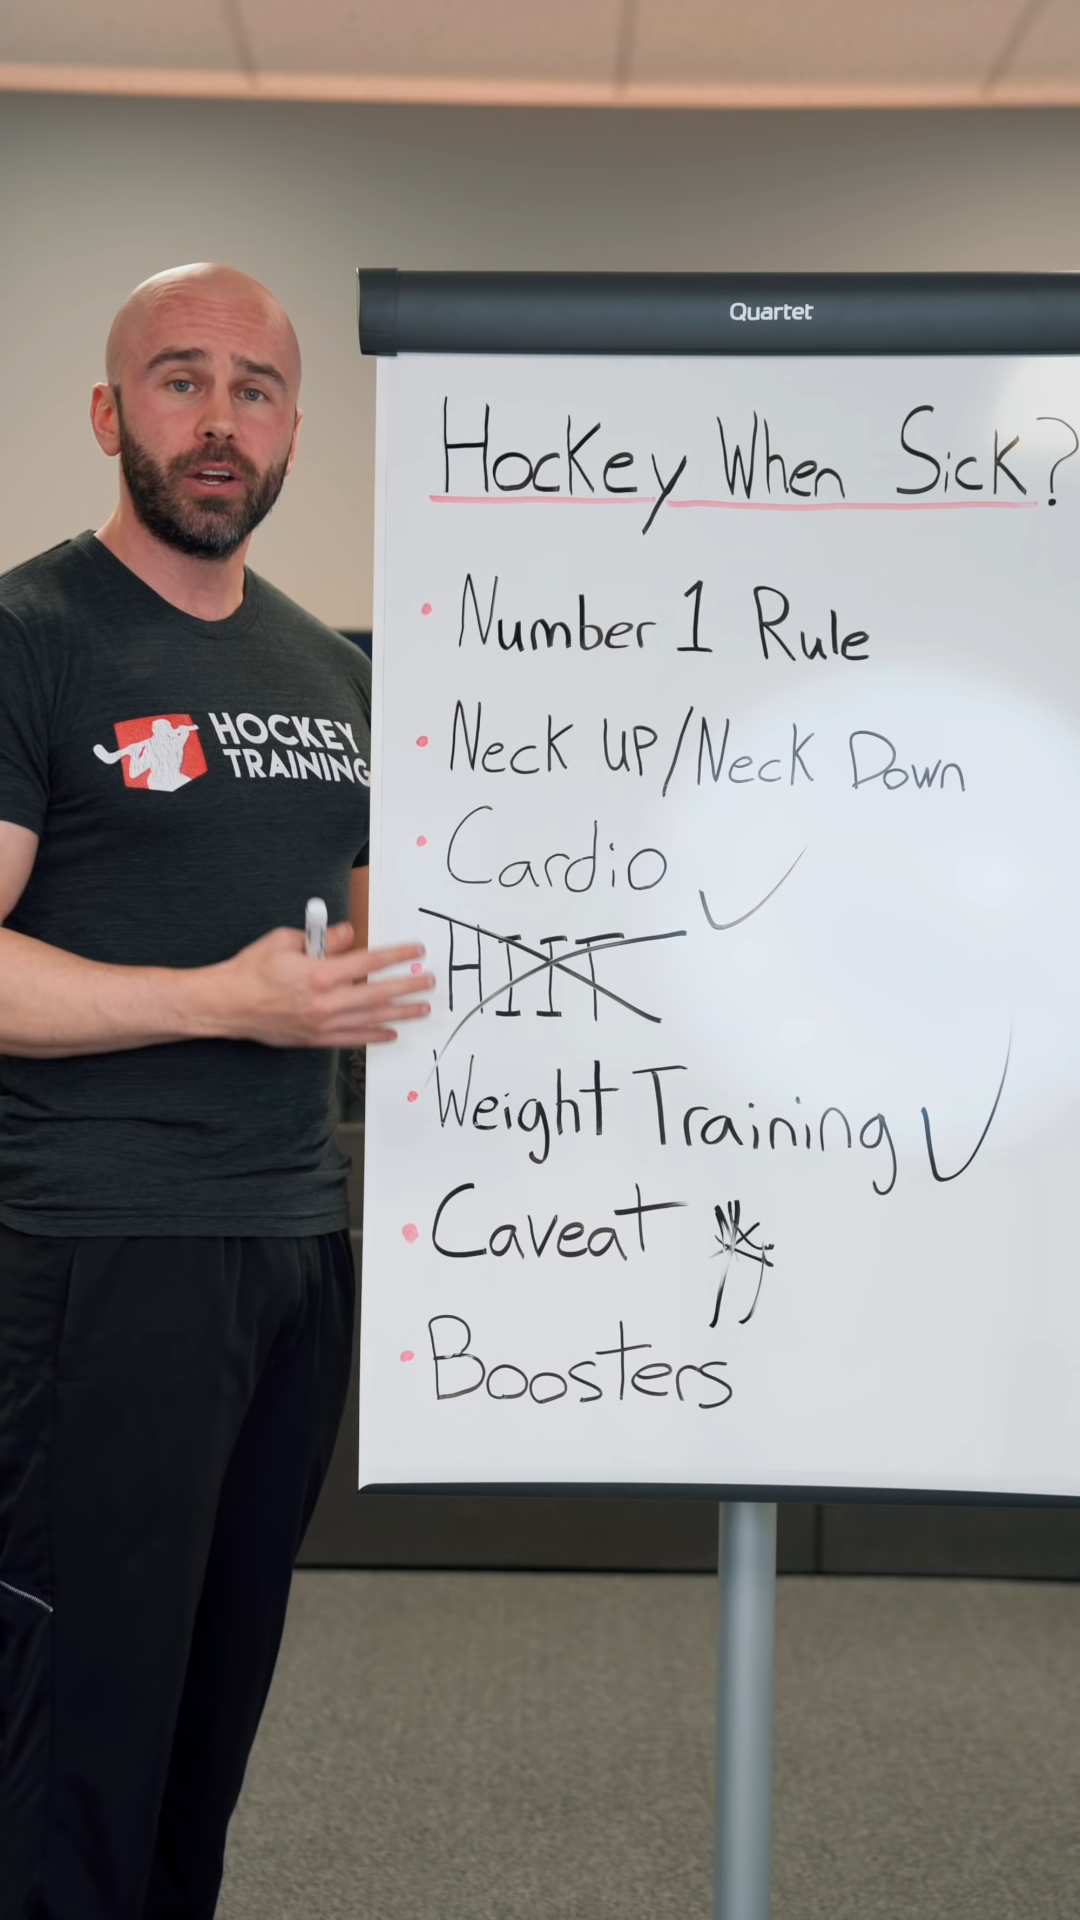 Quartet
Hockey When Sick?
• Number 1 Rule
• Neck UP/Neck Down
• Cardio ✓
• HIIT
• Weight Training ✓
• Caveat *
• Boosters
HOCKEY
TRAINING